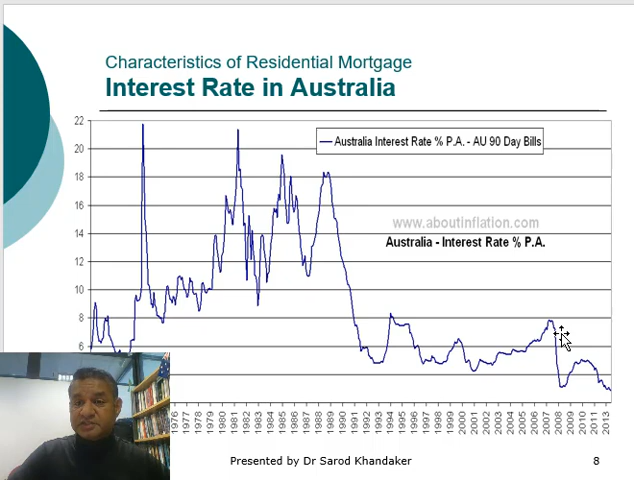 Characteristics of Residential Mortgage
Interest Rate in Australia
22
20
18
16
14
12
10
8
6
Australia Interest Rate % P.A. - AU 90 Day Bills
www.aboutinflation.com
Australia - Interest Rate % P.A.
1976 1977 1978 1979 1980 1981 1982 1983 1984 1985 1986 1987 1988 1989 1990 1991 1992 1993 1994 1995 1996 1997 1998 1999 2000 2001 2002 2003 2004 2005 2006 2007 2008 2009 2010 2011 2012 2013
Presented by Dr Sarod Khandaker
8